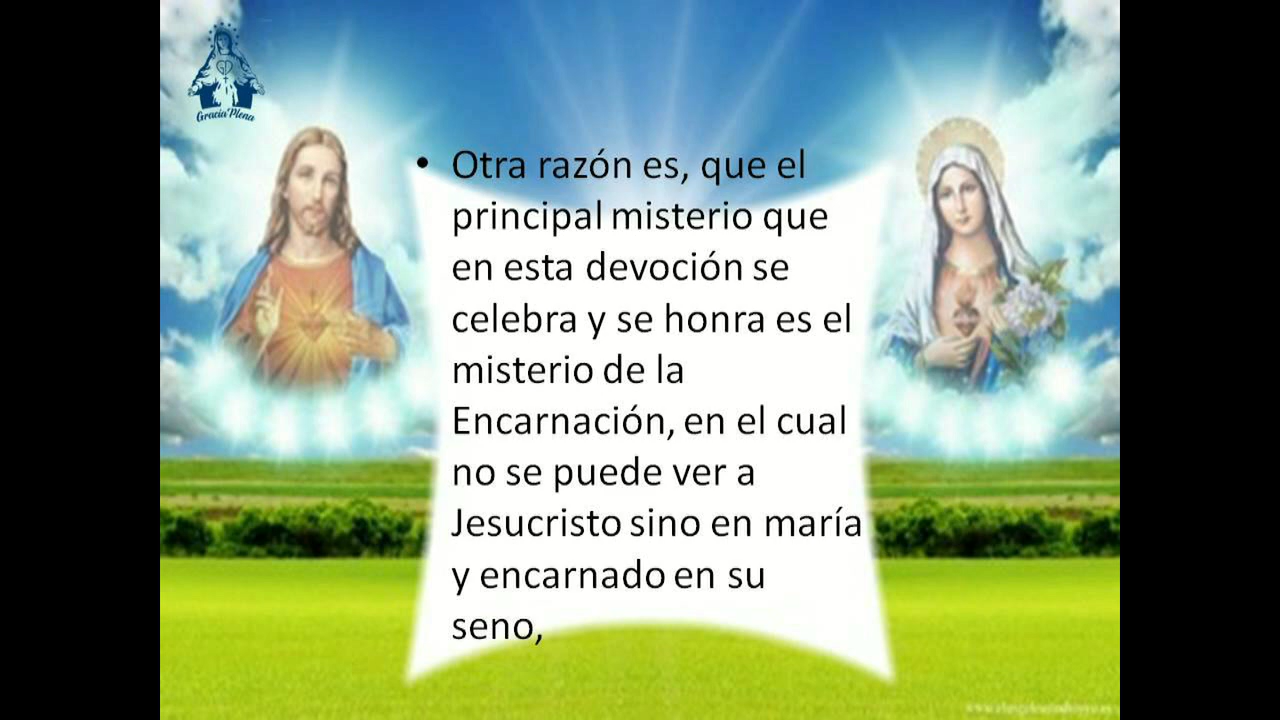 Gracia Plena
• Otra razón es, que el
principal misterio que
en esta devoción se
celebra y se honra es el
misterio de la
Encarnación, en el cual
no se puede ver a
Jesucristo sino en maría
y encarnado en su
seno,